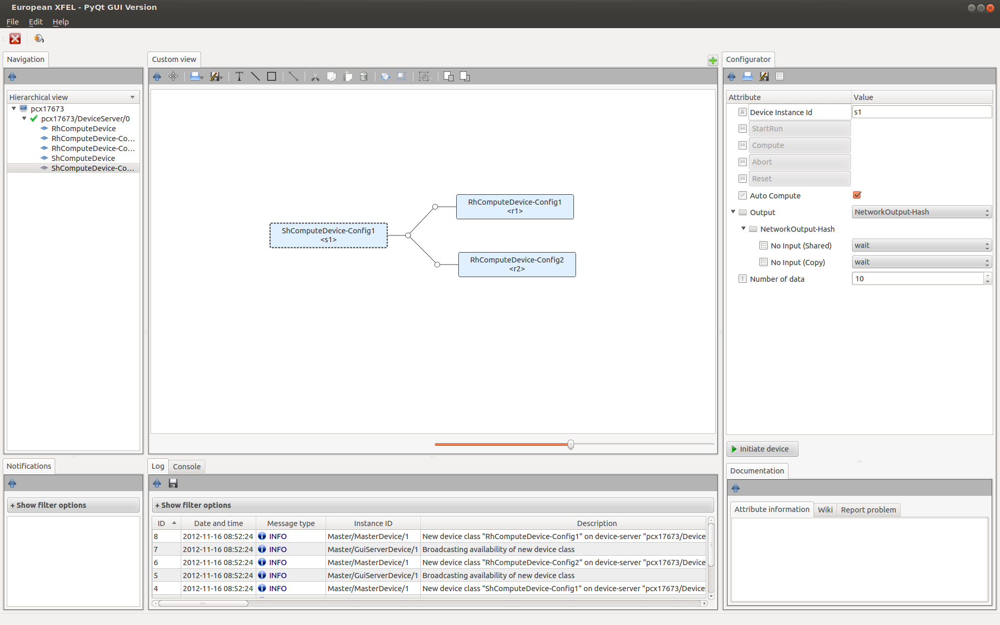 European XFEL - PyQt GUI Version
File Edit Help
Navigation
Hierarchical view
pcx17673
pcx17673/DeviceServer/0
RhComputeDevice
RhComputeDevice-Co...
RhComputeDevice-Co...
ShComputeDevice
ShComputeDevice-Co...
Custom view
ShComputeDevice-Config1
<s1>
RhComputeDevice-Config1
<r1>
RhComputeDevice-Config2
<r2>
Configurator
Attribute Value
Device Instance Id s1
StartRun
Compute
Abort
Reset
Auto Compute
Output NetworkOutput-Hash
NetworkOutput-Hash
No Input (Shared) wait
No Input (Copy) wait
Number of data 10
Initiate device
Notifications
+ Show filter options
Log Console
+ Show filter options
ID Date and time Message type Instance ID Description
8 2012-11-16 08:52:24 INFO Master/MasterDevice/1 New device class "RhComputeDevice-Config1" on device-server "pcx17673/Device
7 2012-11-16 08:52:24 INFO Master/GuiServerDevice/1 Broadcasting availability of new device class
6 2012-11-16 08:52:24 INFO Master/MasterDevice/1 New device class "RhComputeDevice-Config2" on device-server "pcx17673/Device
5 2012-11-16 08:52:24 INFO Master/GuiServerDevice/1 Broadcasting availability of new device class
4 2012-11-16 08:52:24 INFO Master/MasterDevice/1 New device class "ShComputeDevice-Config1" on device-server "pcx17673/Device
Documentation
Attribute information Wiki Report problem